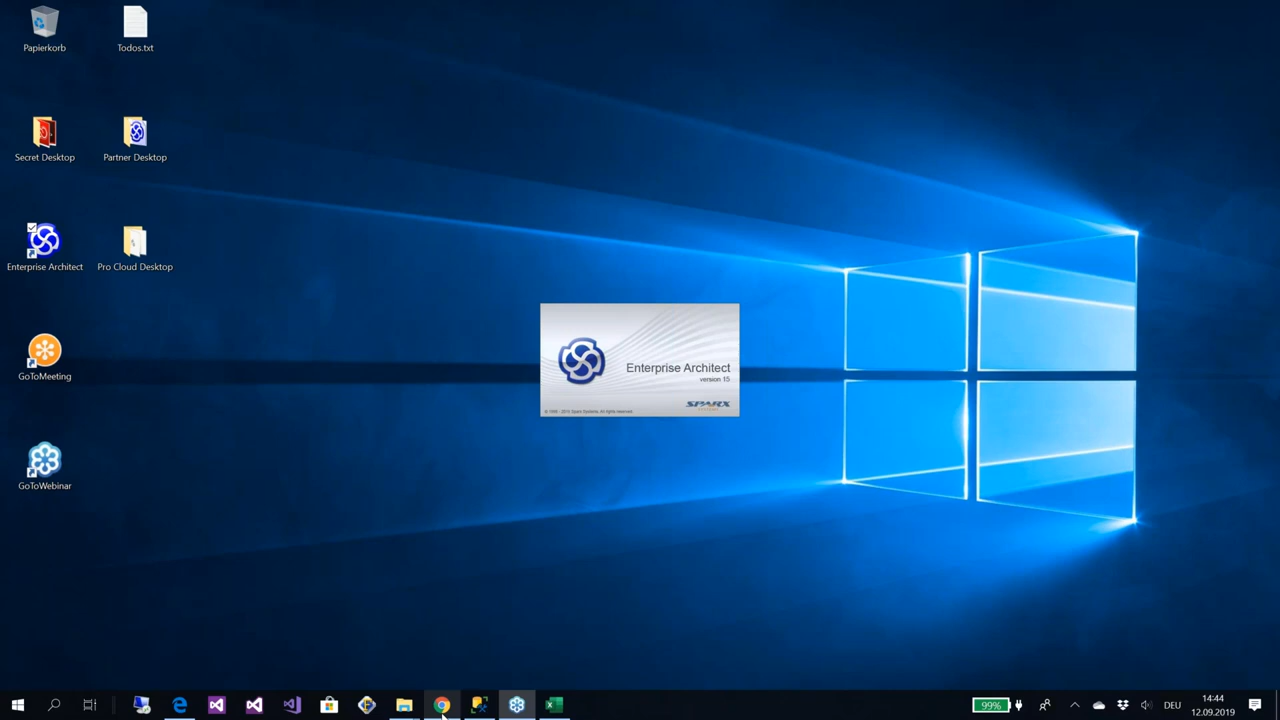 Papierkorb
Todos.txt
Secret Desktop
Partner Desktop
Enterprise Architect
Pro Cloud Desktop
GoToMeeting
GoToWebinar
Enterprise Architect
version 15
SPARX
SYSTEMS
99%
DEU
14:44
12.09.2019